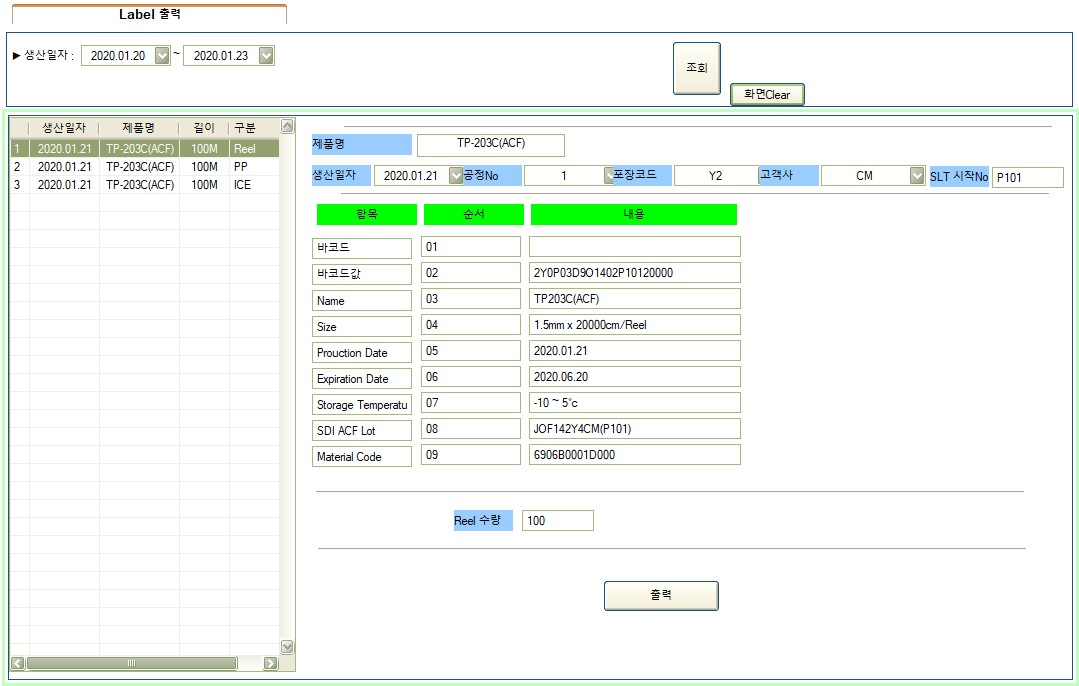 Label 출력
▶ 생산일자 : 2020.01.20 ~ 2020.01.23
조회
화면Clear
생산일자 제품명 길이 구분
1 2020.01.21 TP-203C(ACF) 100M Reel
2 2020.01.21 TP-203C(ACF) 100M PP
3 2020.01.21 TP-203C(ACF) 100M ICE
제품명 TP-203C(ACF)
생산일자 2020.01.21 공정No 1 포장코드 Y2 고객사 CM SLT 시작No P101
항목 순서 내용
바코드 01
바코드값 02 2Y0P03D9O1402P10120000
Name 03 TP203C(ACF)
Size 04 1.5mm x 20000cm/Reel
Prouction Date 05 2020.01.21
Expiration Date 06 2020.06.20
Storage Temperatu 07 -10 ~ 5℃
SDI ACF Lot 08 JOF142Y4CM(P101)
Material Code 09 6906B0001D000
Reel 수량 100
출력